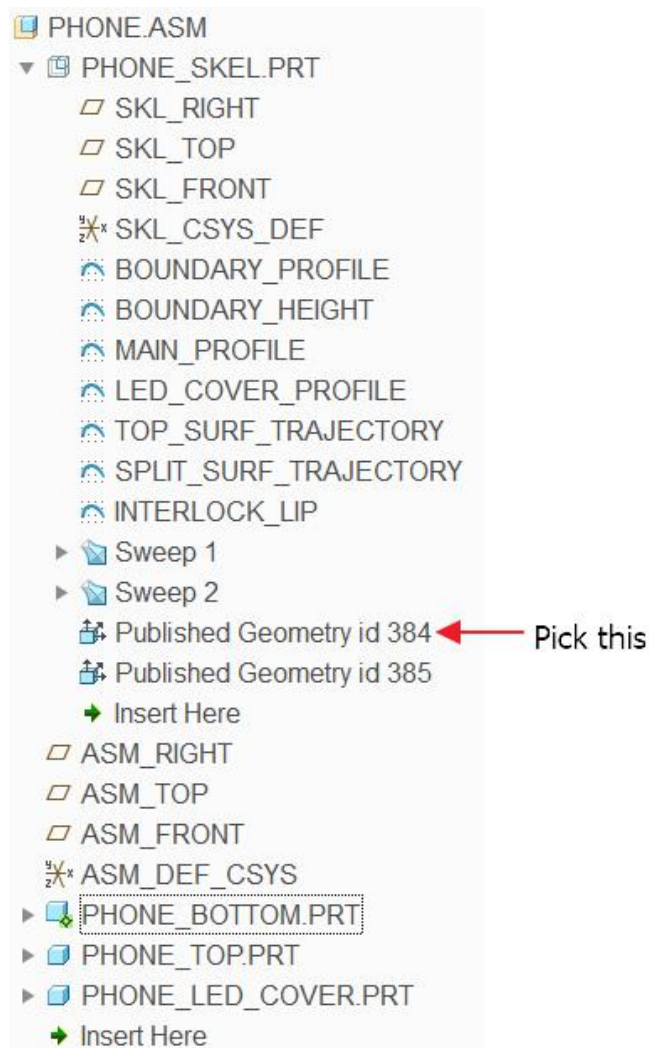 PHONE.ASM
PHONE_SKEL.PRT
SKL_RIGHT
SKL_TOP
SKL_FRONT
SKL_CSYS_DEF
BOUNDARY_PROFILE
BOUNDARY_HEIGHT
MAIN_PROFILE
LED_COVER_PROFILE
TOP_SURF_TRAJECTORY
SPLIT_SURF_TRAJECTORY
INTERLOCK_LIP
Sweep 1
Sweep 2
Published Geometry id 384 Pick this
Published Geometry id 385
Insert Here
ASM_RIGHT
ASM_TOP
ASM_FRONT
ASM_DEF_CSYS
PHONE_BOTTOM.PRT
PHONE_TOP.PRT
PHONE_LED_COVER.PRT
Insert Here